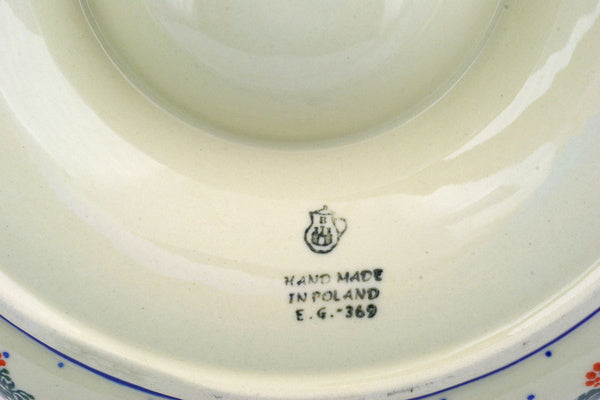 B
HAND MADE
IN POLAND
E.G.-369